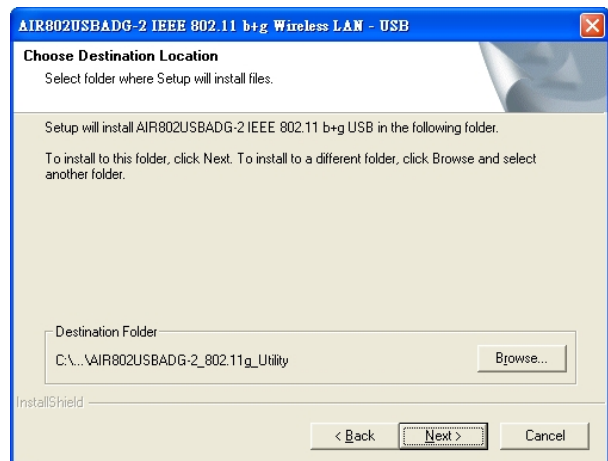 AIR802USBADG-2 IEEE 802.11 b+g Wireless LAN - USB
Choose Destination Location
Select folder where Setup will install files.
Setup will install AIR802USBADG-2 IEEE 802.11 b+g USB in the following folder.
To install to this folder, click Next. To install to a different folder, click Browse and select
another folder.
Destination Folder
C:\...\AIR802USBADG-2_802.11g_Utility
Browse...
InstallShield
< Back
Next >
Cancel